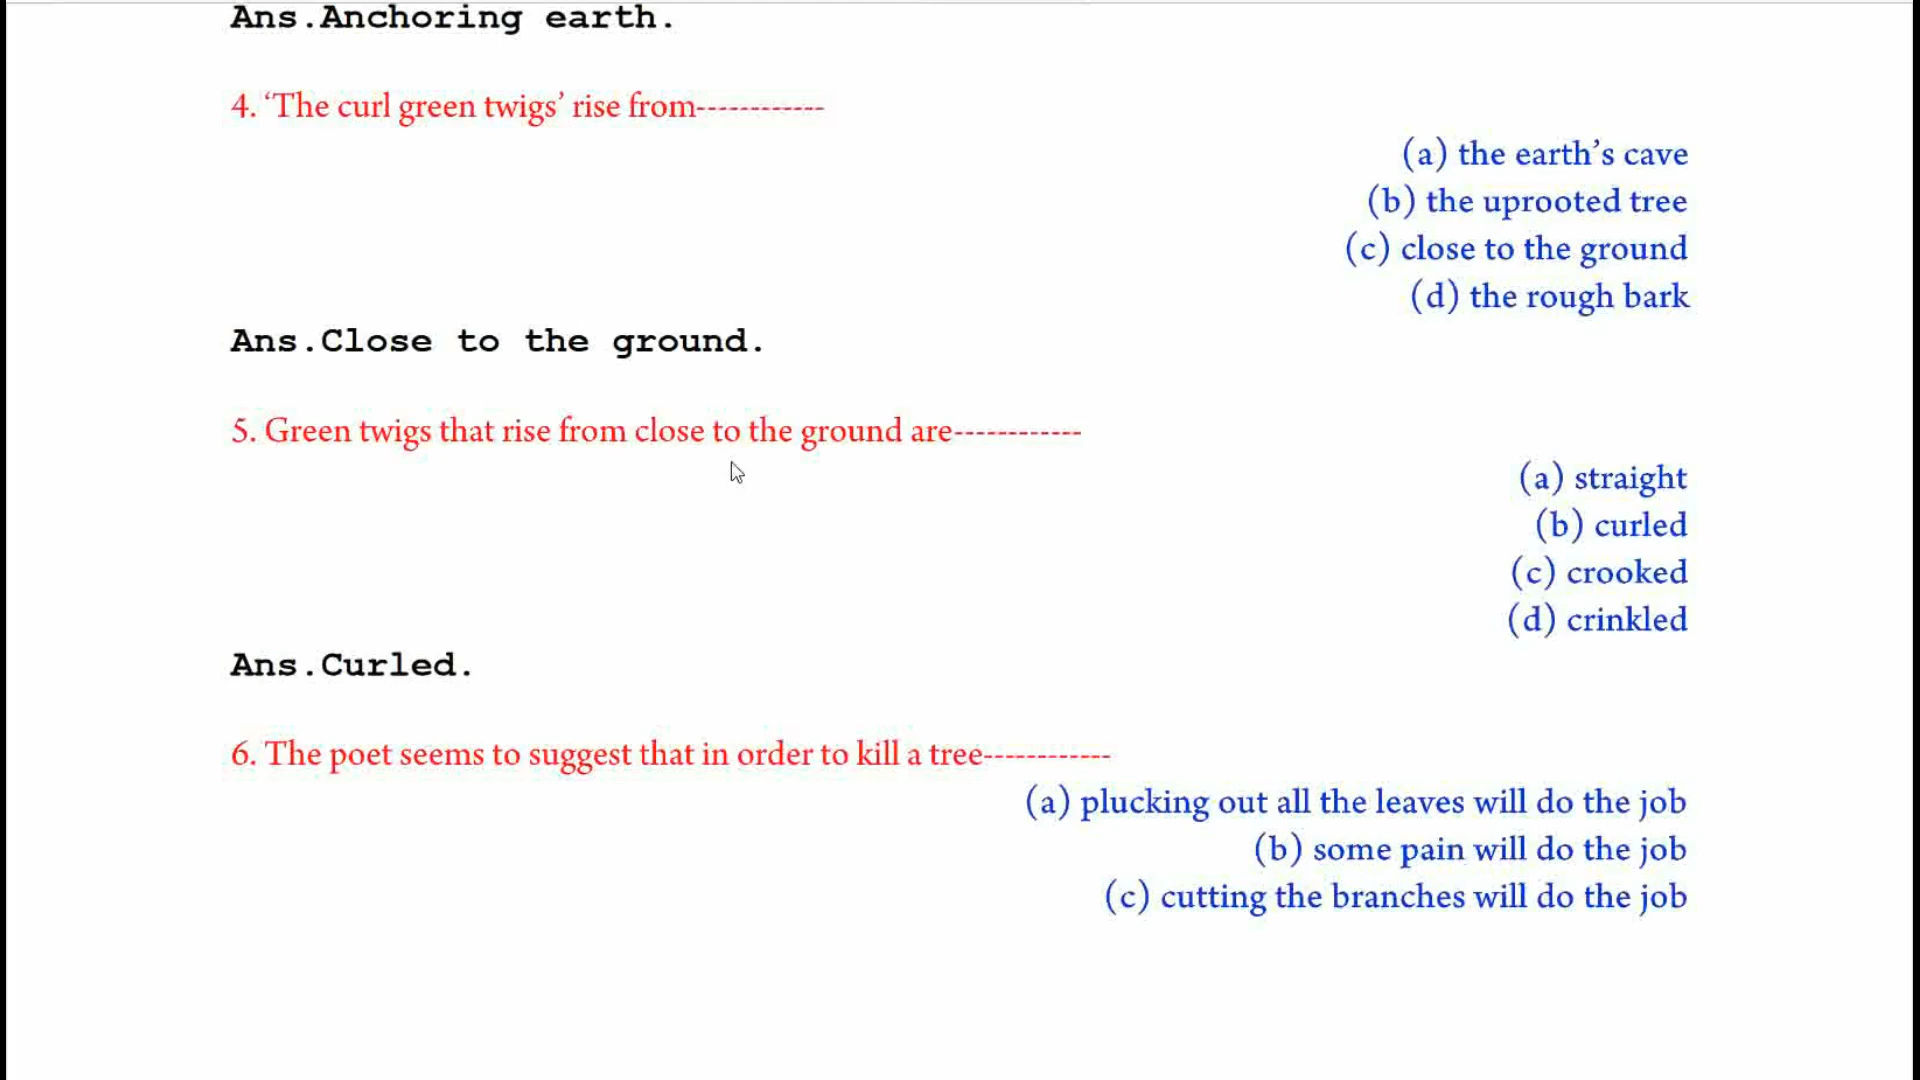 Ans.Anchoring earth.
4. ‘The curl green twigs’ rise from------------
(a) the earth’s cave
(b) the uprooted tree
(c) close to the ground
(d) the rough bark
Ans.Close to the ground.
5. Green twigs that rise from close to the ground are------------
(a) straight
(b) curled
(c) crooked
(d) crinkled
Ans.Curled.
6. The poet seems to suggest that in order to kill a tree------------
(a) plucking out all the leaves will do the job
(b) some pain will do the job
(c) cutting the branches will do the job